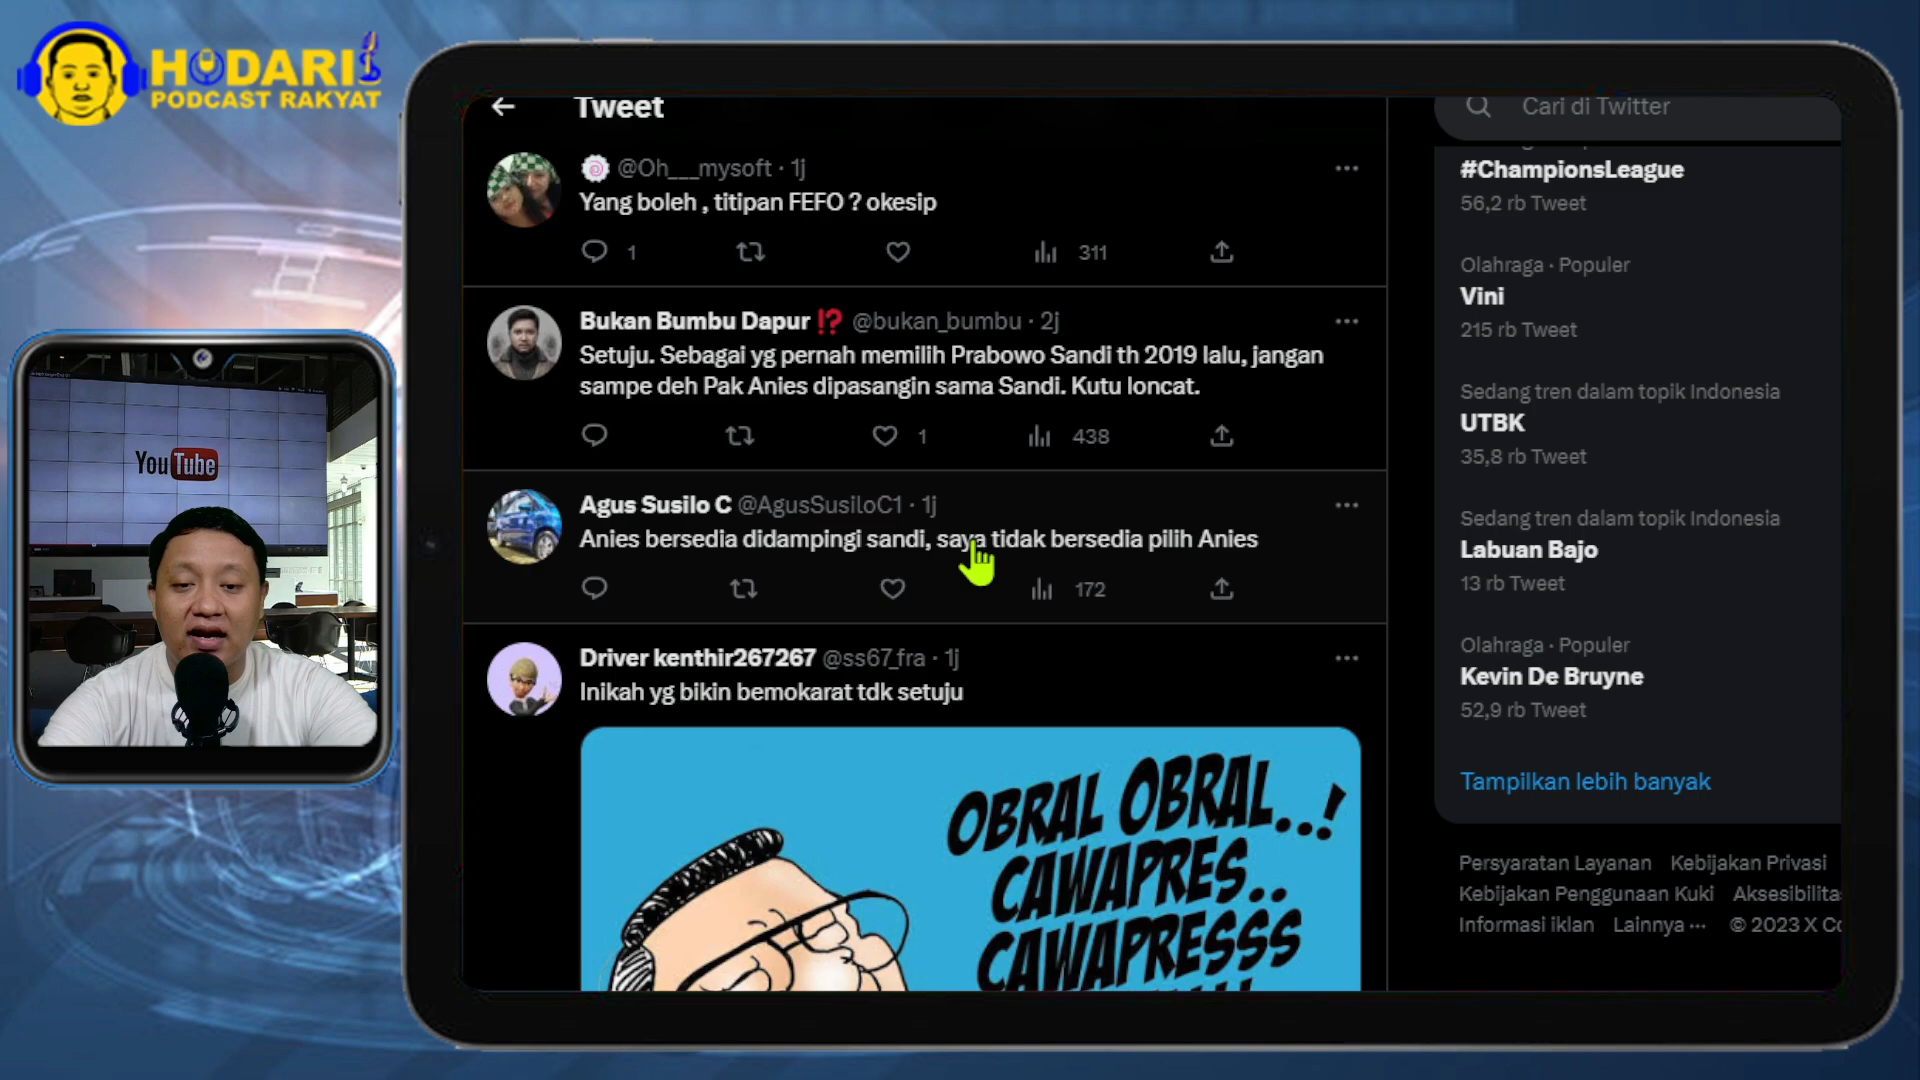 HODARI
PODCAST RAKYAT
YouTube
Tweet
@Oh___mysoft · 1j
Yang boleh , titipan FEFO ? okesip
1
311
Bukan Bumbu Dapur ⁉ @bukan_bumbu · 2j
Setuju. Sebagai yg pernah memilih Prabowo Sandi th 2019 lalu, jangan
sampe deh Pak Anies dipasangin sama Sandi. Kutu loncat.
1
438
Agus Susilo C @AgusSusiloC1 · 1j
Anies bersedia didampingi sandi, saya tidak bersedia pilih Anies
172
Driver kenthir267267 @ss67_fra · 1j
Inikah yg bikin bemokarat tdk setuju
OBRAL OBRAL..!
CAWAPRES..
CAWAPRESSS
Cari di Twitter
#ChampionsLeague
56,2 rb Tweet
Olahraga · Populer
Vini
215 rb Tweet
Sedang tren dalam topik Indonesia
UTBK
35,8 rb Tweet
Sedang tren dalam topik Indonesia
Labuan Bajo
13 rb Tweet
Olahraga · Populer
Kevin De Bruyne
52,9 rb Tweet
Tampilkan lebih banyak
Persyaratan Layanan Kebijakan Privasi
Kebijakan Penggunaan Kuki Aksesibilita
Informasi iklan Lainnya ··· © 2023 X Co